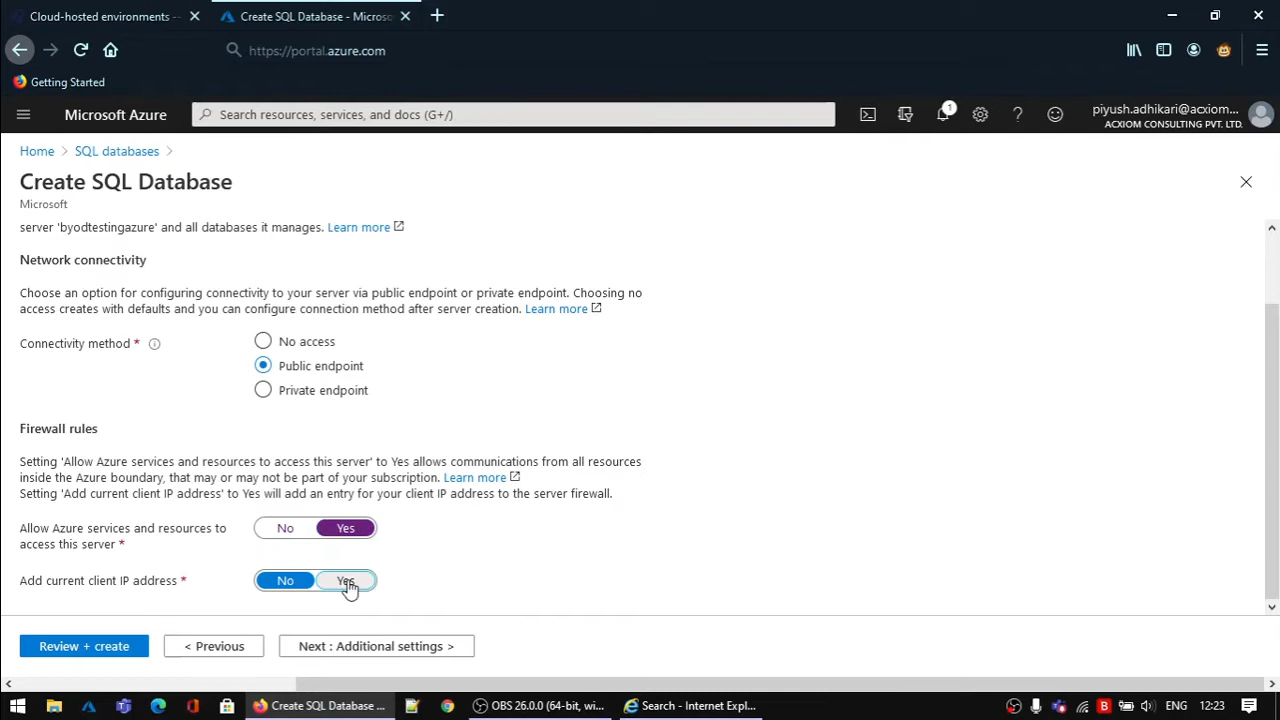 Cloud-hosted environments --
Create SQL Database - Microso
https://portal.azure.com
Getting Started
Microsoft Azure
Search resources, services, and docs (G+/)
1
piyush.adhikari@acxiom...
ACXIOM CONSULTING PVT. LTD.
Home > SQL databases >
Create SQL Database
Microsoft
server 'byodtestingazure' and all databases it manages. Learn more
Network connectivity
Choose an option for configuring connectivity to your server via public endpoint or private endpoint. Choosing no
access creates with defaults and you can configure connection method after server creation. Learn more
Connectivity method *
No access
Public endpoint
Private endpoint
Firewall rules
Setting 'Allow Azure services and resources to access this server' to Yes allows communications from all resources
inside the Azure boundary, that may or may not be part of your subscription. Learn more
Setting 'Add current client IP address' to Yes will add an entry for your client IP address to the server firewall.
Allow Azure services and resources to
access this server *
No Yes
Add current client IP address *
No Yes
Review + create
< Previous
Next : Additional settings >
Create SQL Database ...
OBS 26.0.0 (64-bit, wi...
Search - Internet Expl...
ENG
12:23